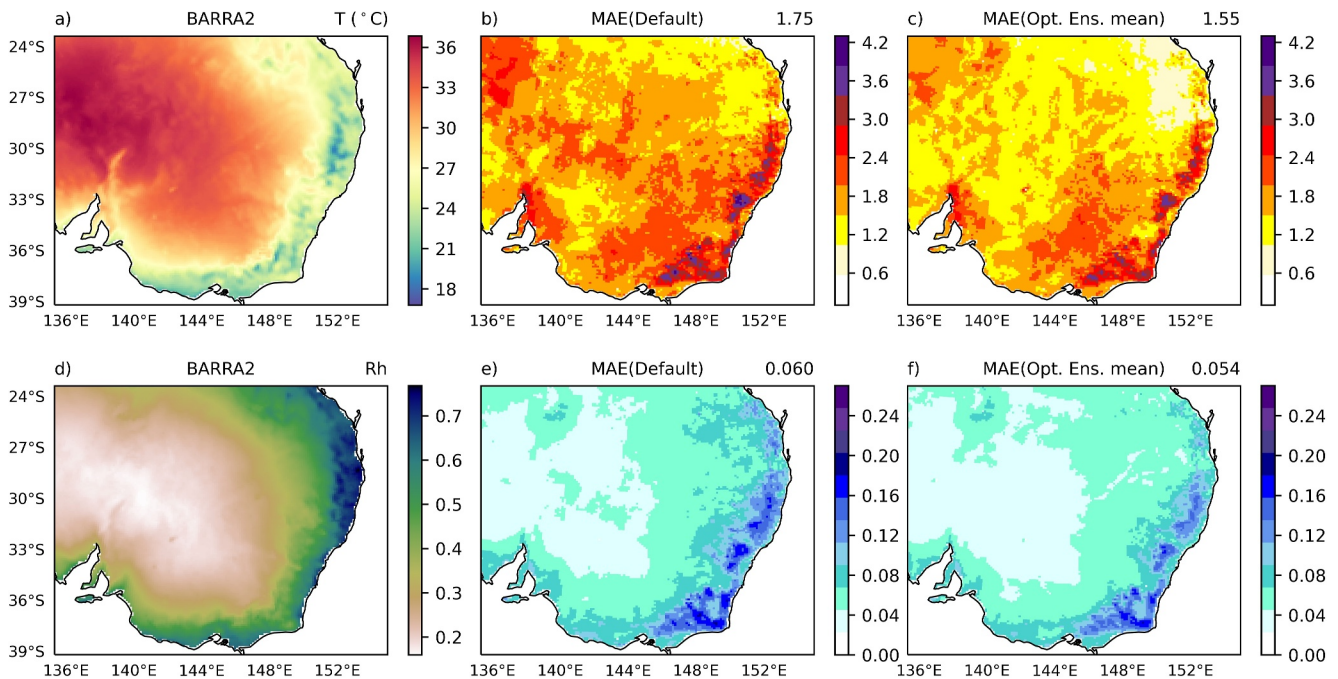 a) BARRA2 T (°C)
24°S
27°S
30°S
33°S
36°S
39°S
136°E 140°E 144°E 148°E 152°E
36
33
30
27
24
21
18
b) MAE(Default) 1.75
136°E 140°E 144°E 148°E 152°E
4.2
3.6
3.0
2.4
1.8
1.2
0.6
c) MAE(Opt. Ens. mean) 1.55
136°E 140°E 144°E 148°E 152°E
4.2
3.6
3.0
2.4
1.8
1.2
0.6
d) BARRA2 Rh
24°S
27°S
30°S
33°S
36°S
39°S
136°E 140°E 144°E 148°E 152°E
0.7
0.6
0.5
0.4
0.3
0.2
e) MAE(Default) 0.060
136°E 140°E 144°E 148°E 152°E
0.24
0.20
0.16
0.12
0.08
0.04
0.00
f) MAE(Opt. Ens. mean) 0.054
136°E 140°E 144°E 148°E 152°E
0.24
0.20
0.16
0.12
0.08
0.04
0.00